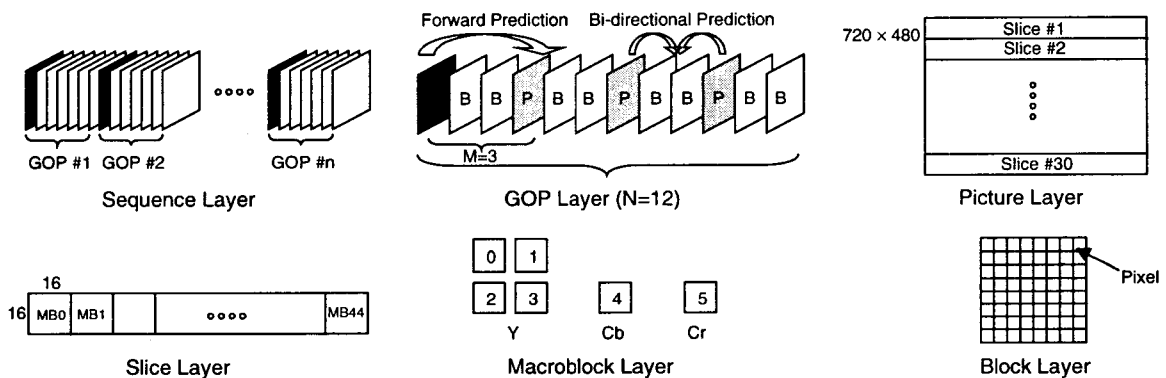 GOP #1 GOP #2 GOP #n
Sequence Layer
Forward Prediction Bi-directional Prediction
B B P B B P B B P B B
M=3
GOP Layer (N=12)
720 × 480
Slice #1
Slice #2
Slice #30
Picture Layer
16
16 MB0 MB1 MB44
Slice Layer
0 1
2 3 4 5
Y Cb Cr
Macroblock Layer
Pixel
Block Layer